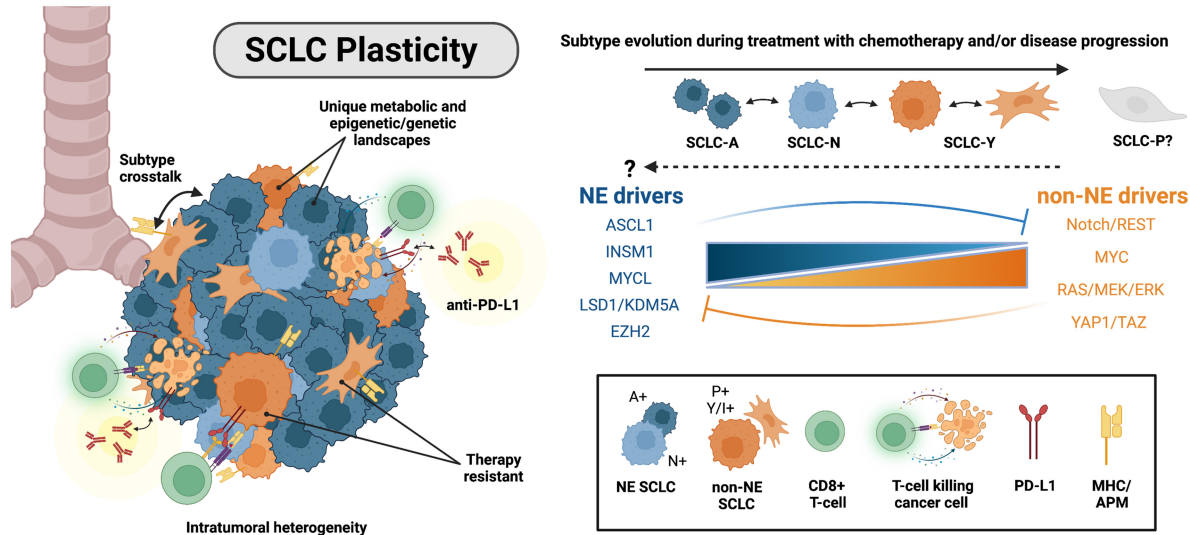 SCLC Plasticity
Unique metabolic and
epigenetic/genetic
landscapes
Subtype
crosstalk
anti-PD-L1
Therapy
resistant
Intratumoral heterogeneity
Subtype evolution during treatment with chemotherapy and/or disease progression
SCLC-A
SCLC-N
SCLC-Y
SCLC-P?
?
NE drivers
ASCL1
INSM1
MYCL
LSD1/KDM5A
EZH2
non-NE drivers
Notch/REST
MYC
RAS/MEK/ERK
YAP1/TAZ
A+
N+
NE SCLC
P+
Y/I+
non-NE
SCLC
CD8+
T-cell
T-cell killing
cancer cell
PD-L1
MHC/
APM